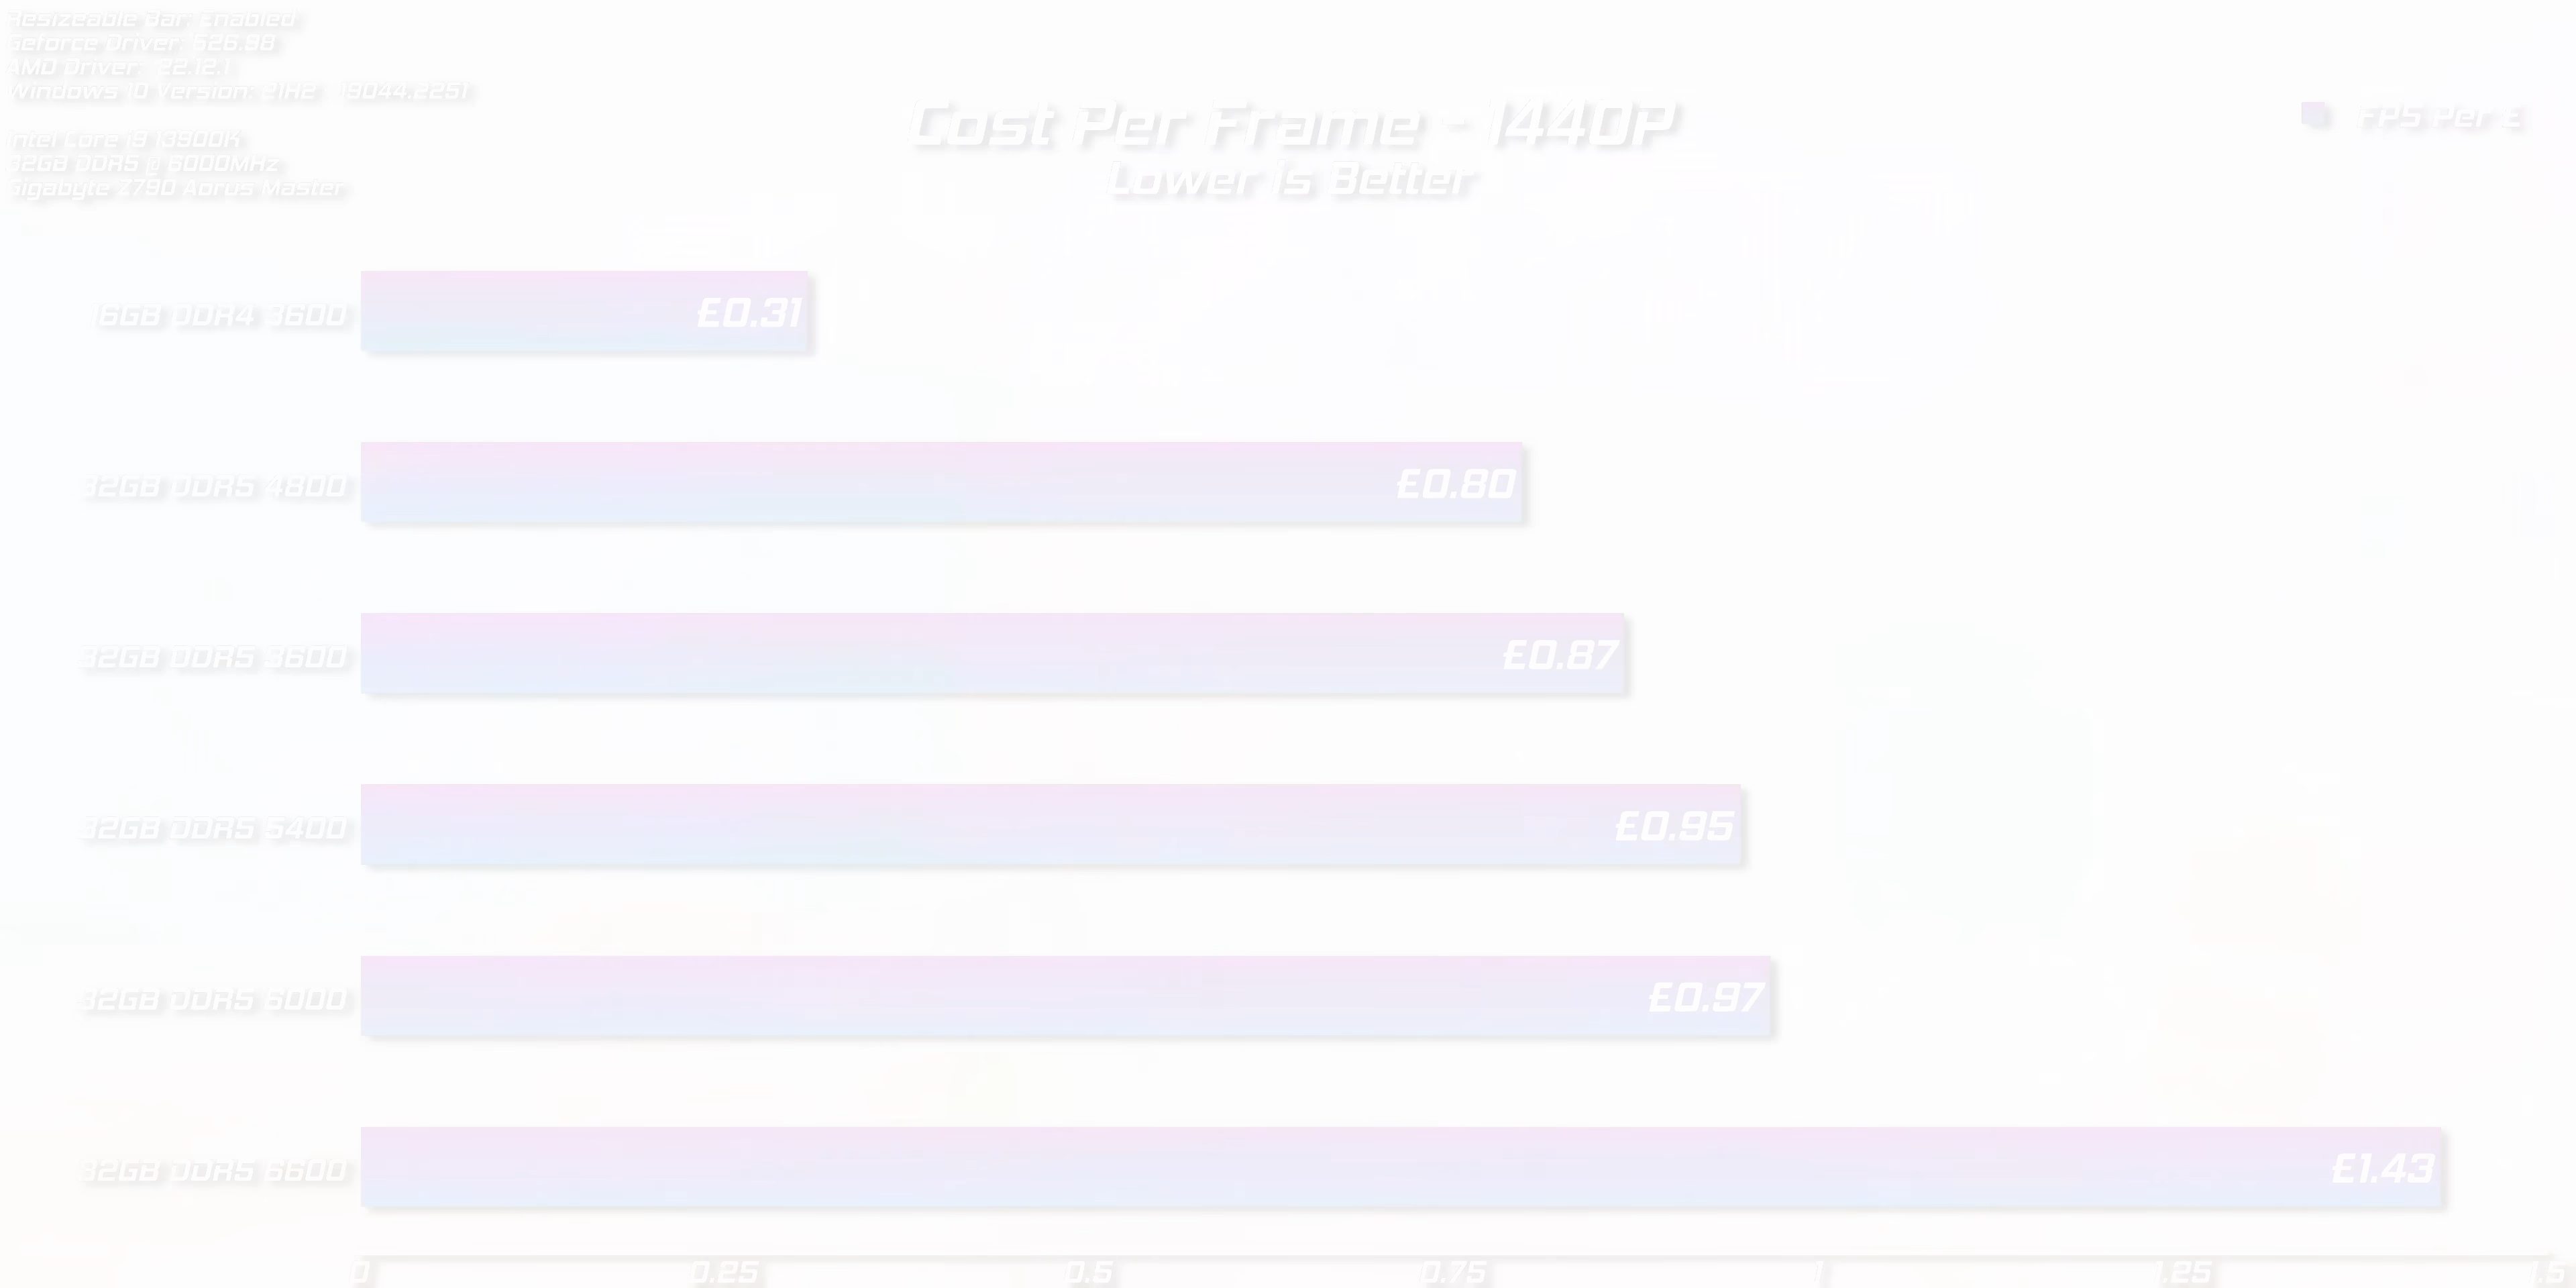 Resizeable Bar: Enabled
Geforce Driver: 526.98
AMD Driver: 22.12.1
Windows 10 Version: 21H2 - 19044.2251
Intel Core i9 13900K
32GB DDR5 @ 6000MHz
Gigabyte Z790 Aorus Master
Cost Per Frame - 1440P
Lower is Better
FPS Per £
16GB DDR4 3600 £0.31
32GB DDR5 4800 £0.80
32GB DDR5 3600 £0.87
32GB DDR5 5400 £0.95
32GB DDR5 6000 £0.97
32GB DDR5 6600 £1.43
0 0.25 0.5 0.75 1 1.25 1.5